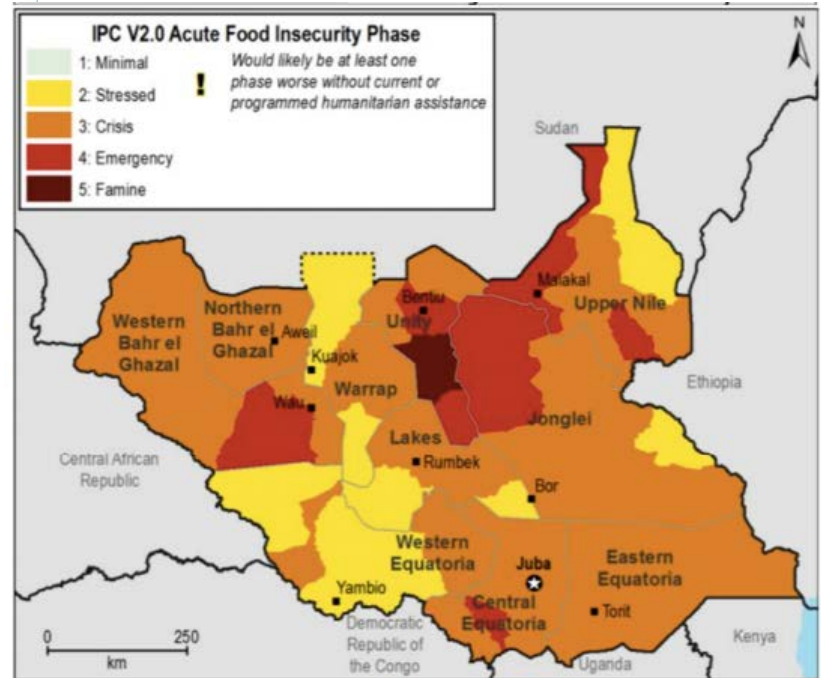 IPC V2.0 Acute Food Insecurity Phase
1: Minimal
2: Stressed
3: Crisis
4: Emergency
5: Famine
!
Would likely be at least one
phase worse without current or
programmed humanitarian assistance
N
Sudan
Malakal
Upper Nile
Bentiu
Unity
Northern
Bahr el
Ghazal
Aweil
Western
Bahr el
Ghazal
Kuajok
Warrap
Wau
Ethiopia
Jonglei
Lakes
Rumbek
Central African
Republic
Bor
Western
Equatoria
Juba
Eastern
Equatoria
Yambio
Central
Equatoria
Torit
Democratic
Republic of
the Congo
Uganda
Kenya
0 250
km